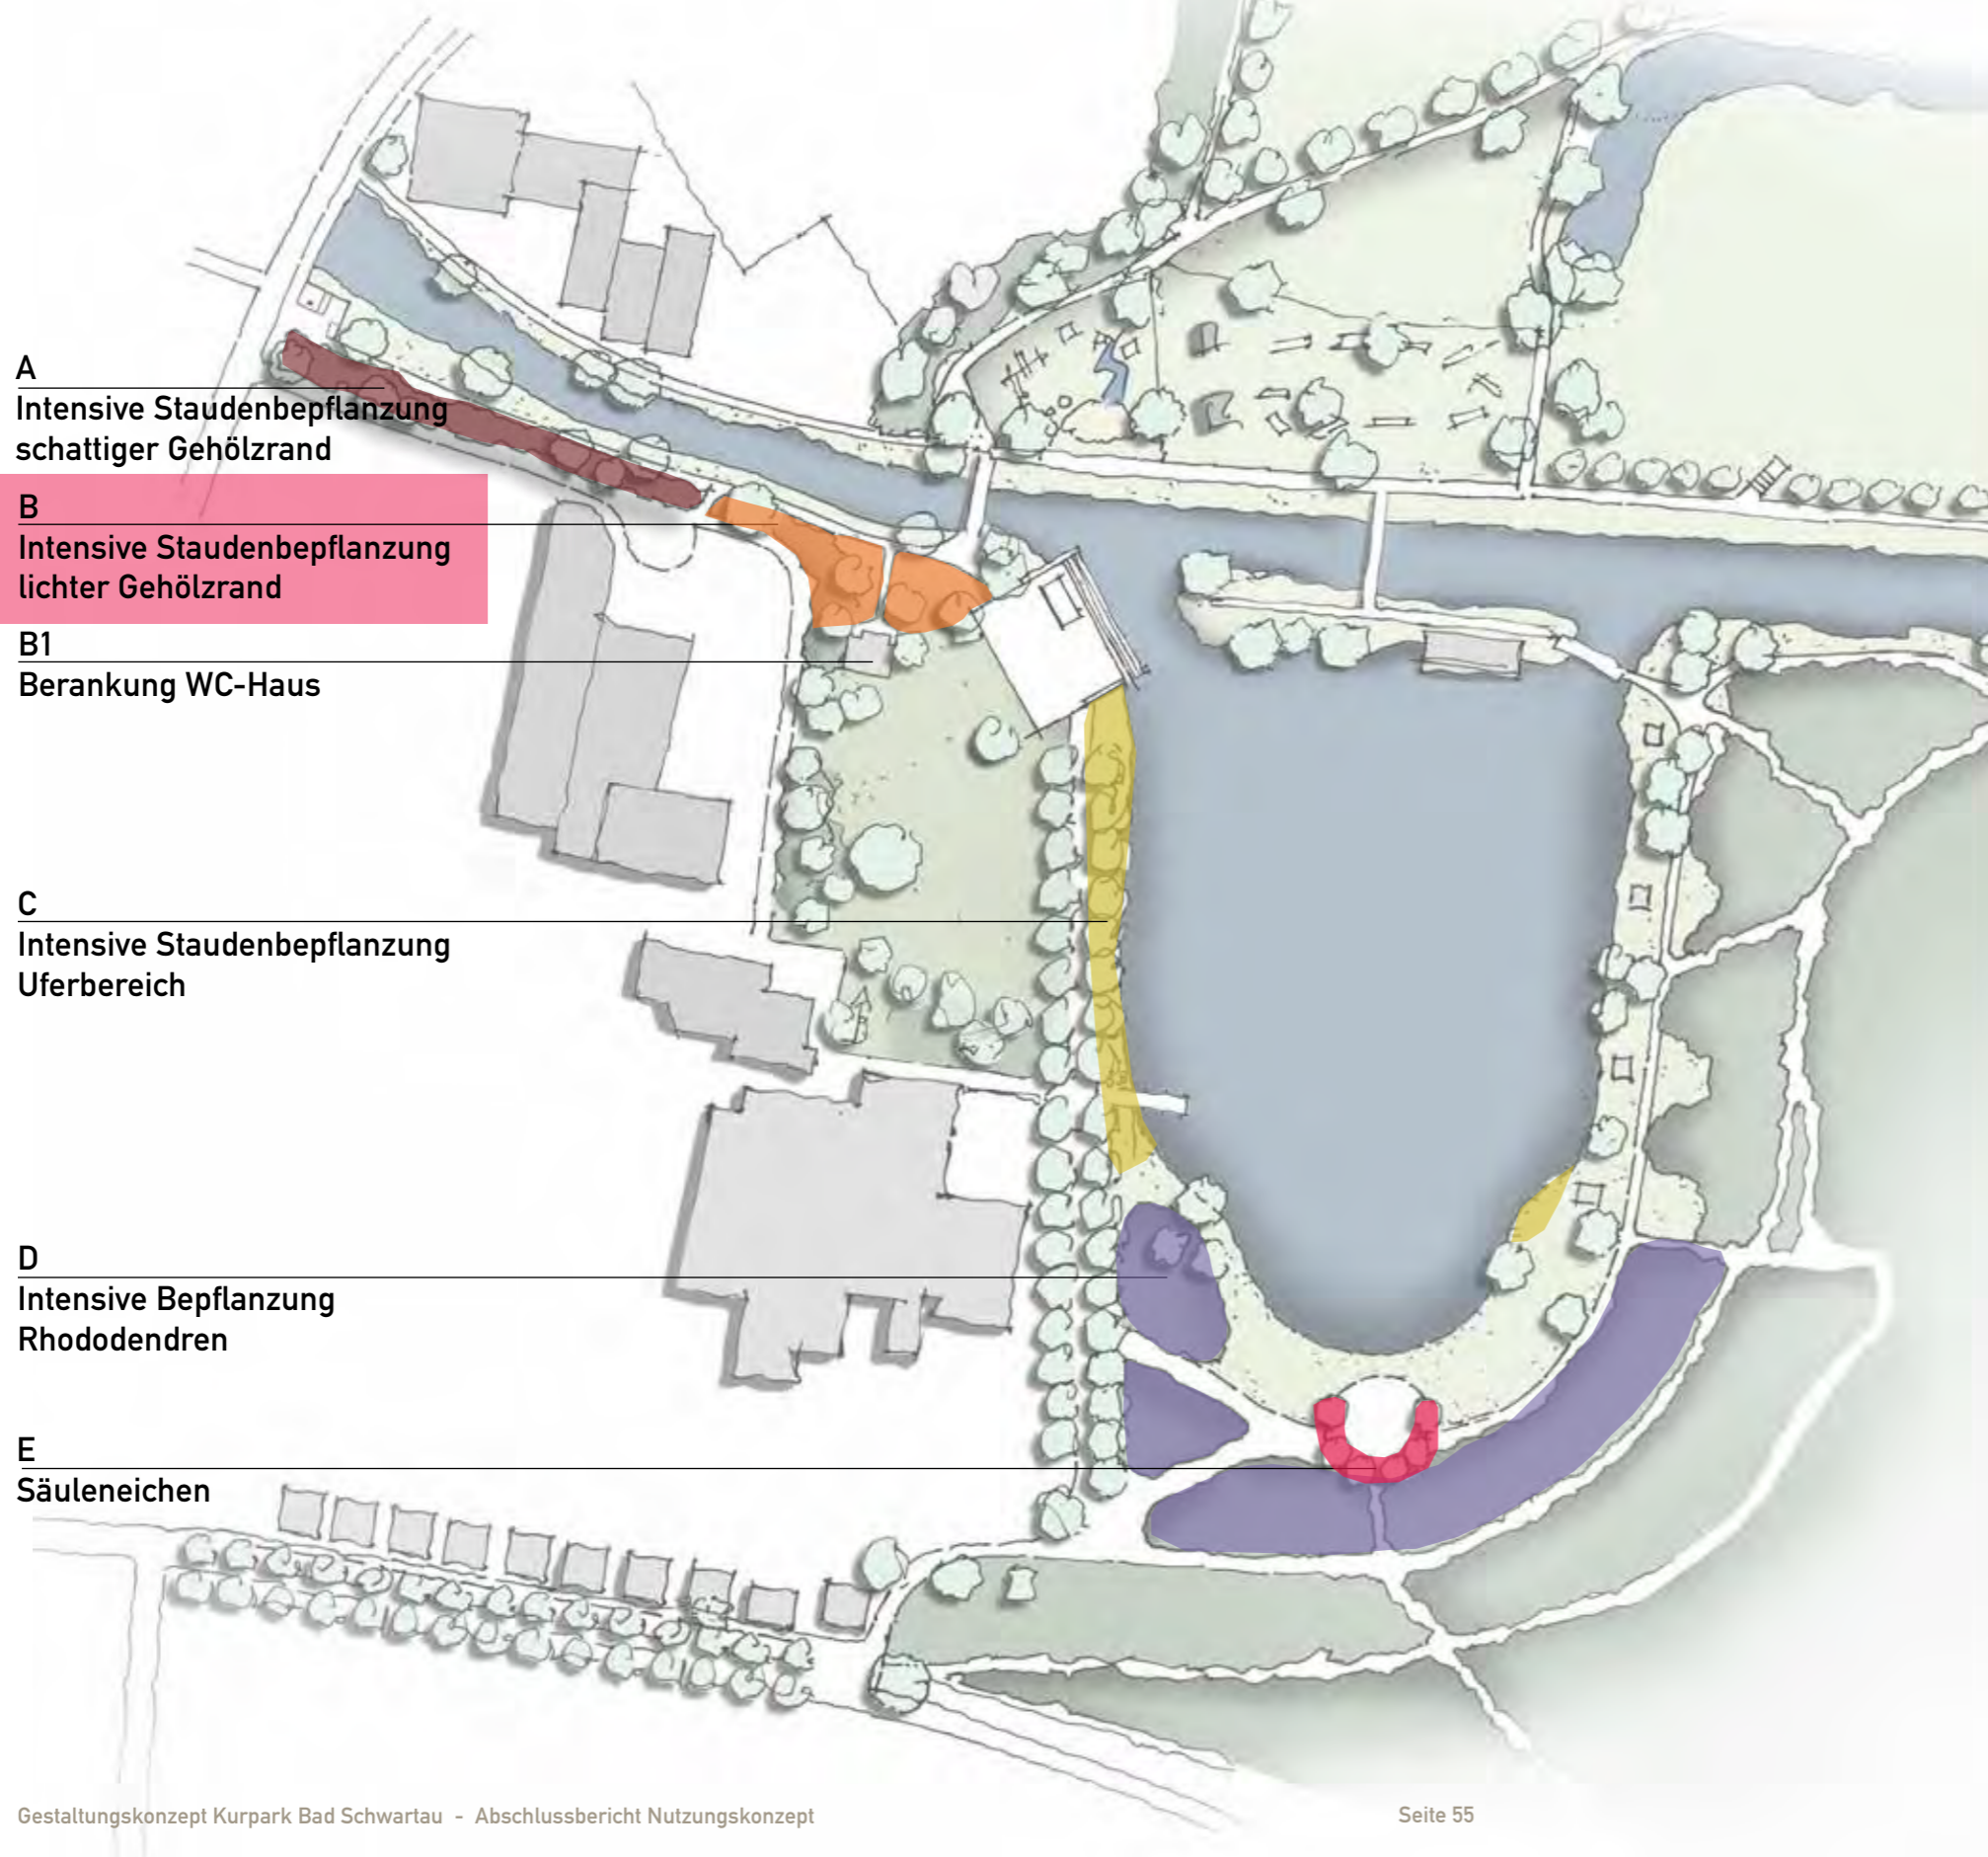 A
Intensive Staudenbepflanzung
schattiger Gehölzrand
B
Intensive Staudenbepflanzung
lichter Gehölzrand
B1
Berankung WC-Haus
C
Intensive Staudenbepflanzung
Uferbereich
D
Intensive Bepflanzung
Rhododendren
E
Säuleneichen
Gestaltungskonzept Kurpark Bad Schwartau - Abschlussbericht Nutzungskonzept
Seite 55